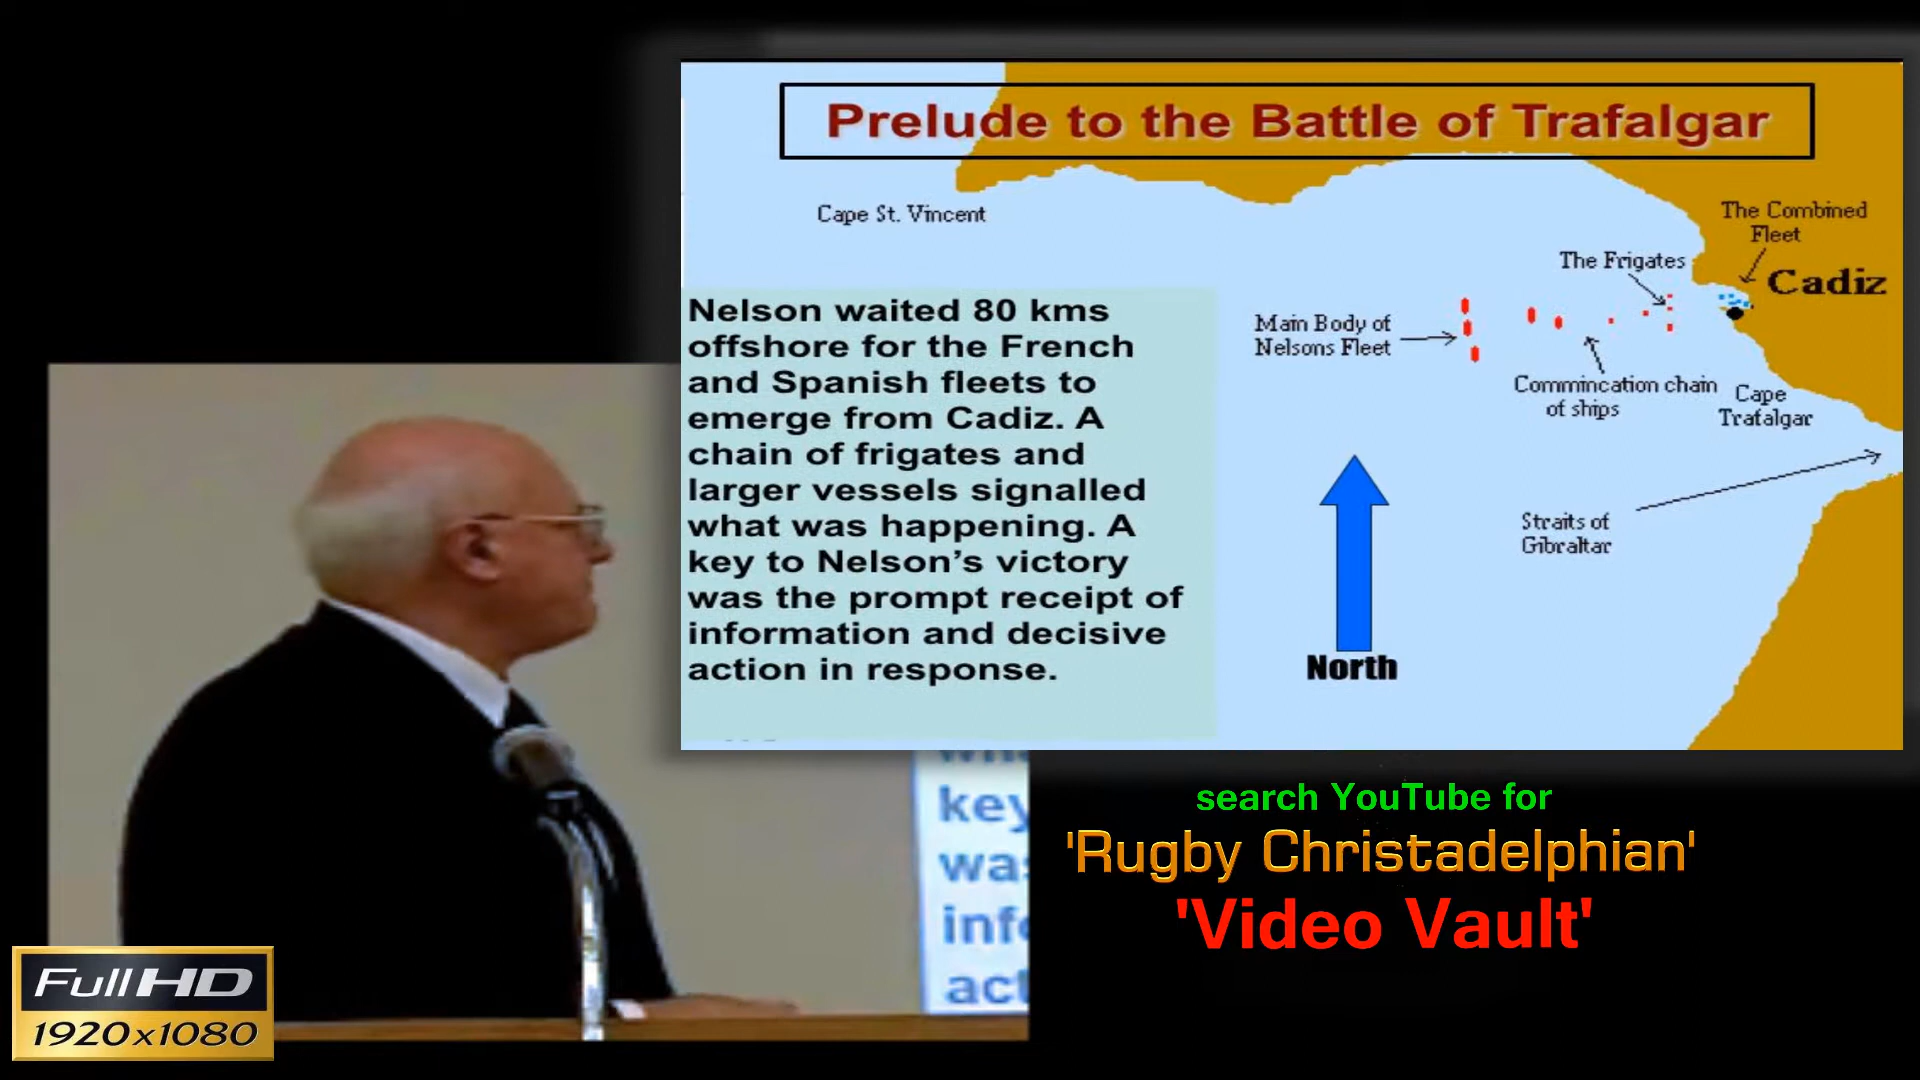 Prelude to the Battle of Trafalgar
Cape St. Vincent
The Combined
Fleet
The Frigates
Cadiz
Main Body of
Nelsons Fleet
Commincation chain
of ships
Cape
Trafalgar
Straits of
Gibraltar
North
Nelson waited 80 kms
offshore for the French
and Spanish fleets to
emerge from Cadiz. A
chain of frigates and
larger vessels signalled
what was happening. A
key to Nelson’s victory
was the prompt receipt of
information and decisive
action in response.
key
was
info
act
search YouTube for
'Rugby Christadelphian'
'Video Vault'
Full HD
1920x1080